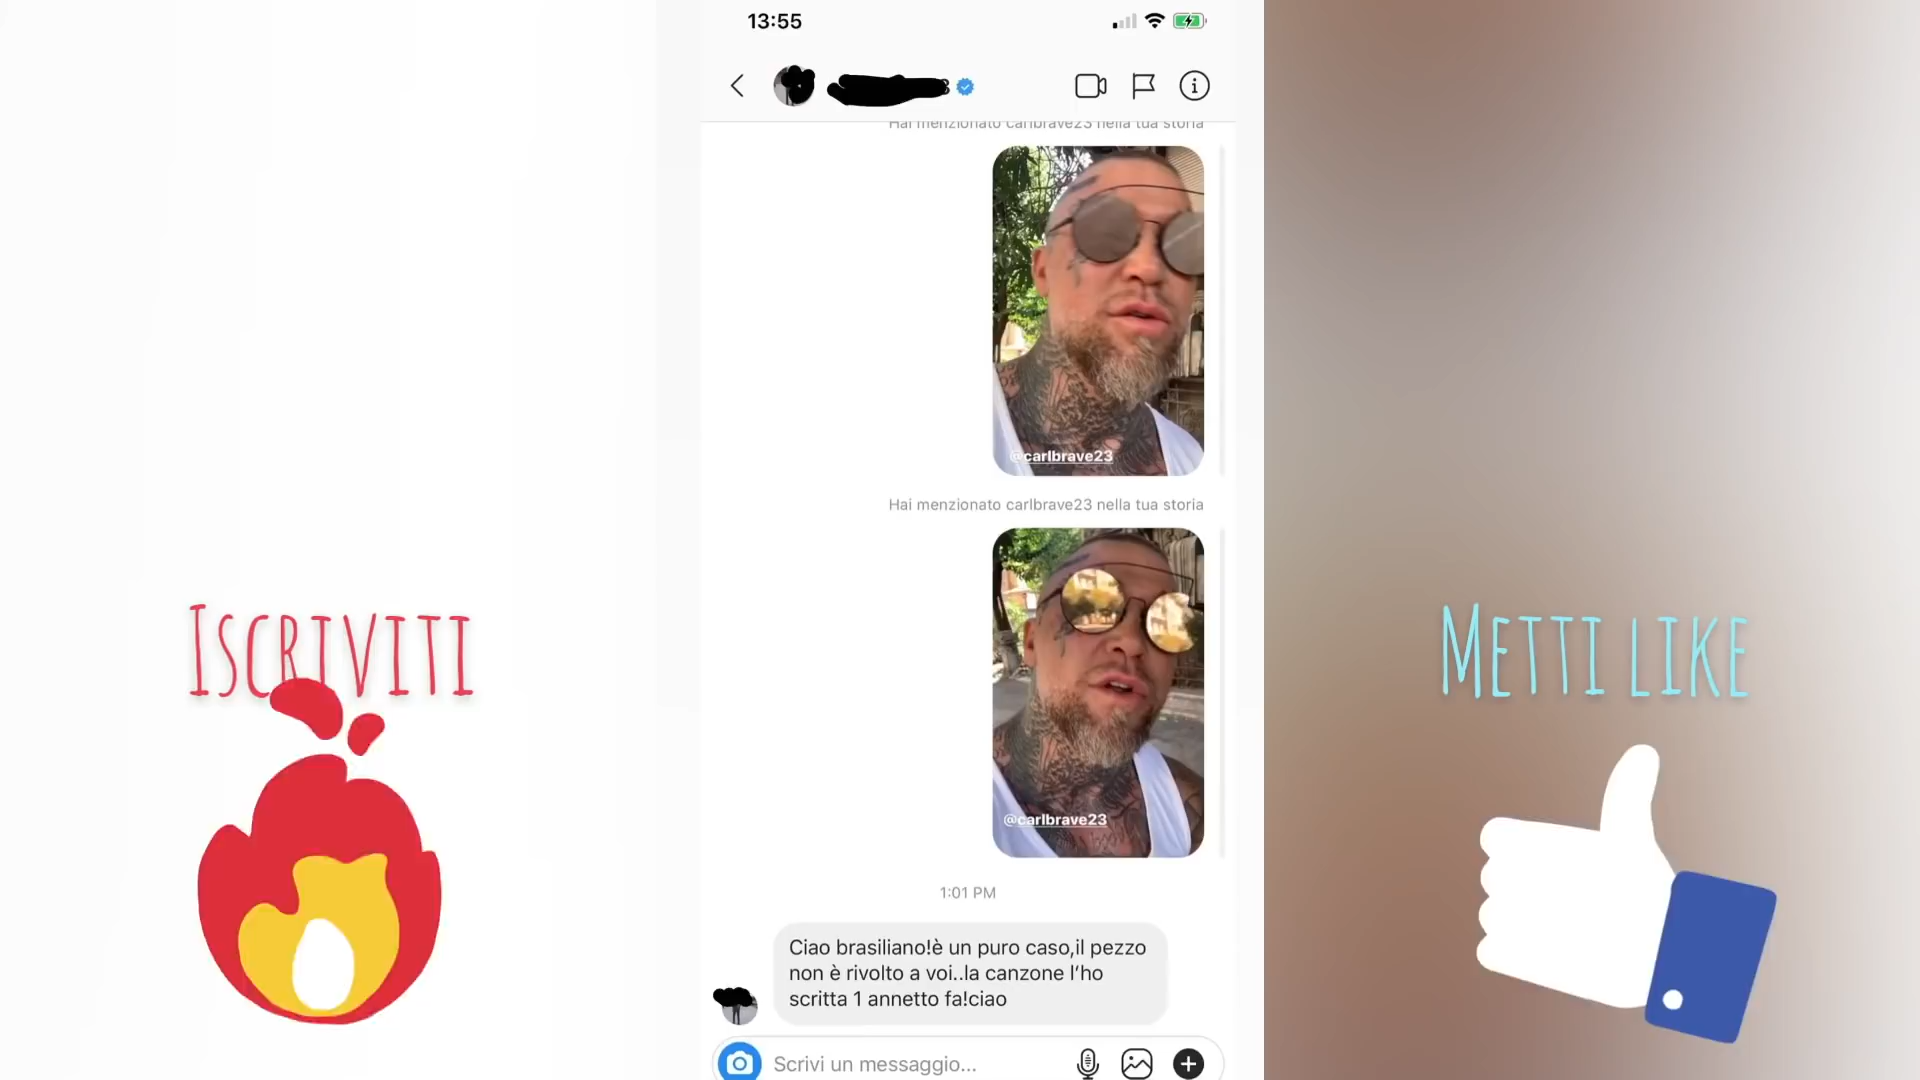 13:55
Hai menzionato carlbrave23 nella tua storia
@carlbrave23
Hai menzionato carlbrave23 nella tua storia
@carlbrave23
1:01 PM
Ciao brasiliano!è un puro caso,il pezzo
non è rivolto a voi..la canzone l'ho
scritta 1 annetto fa!ciao
Scrivi un messaggio...
ISCRIVITI
METTI LIKE